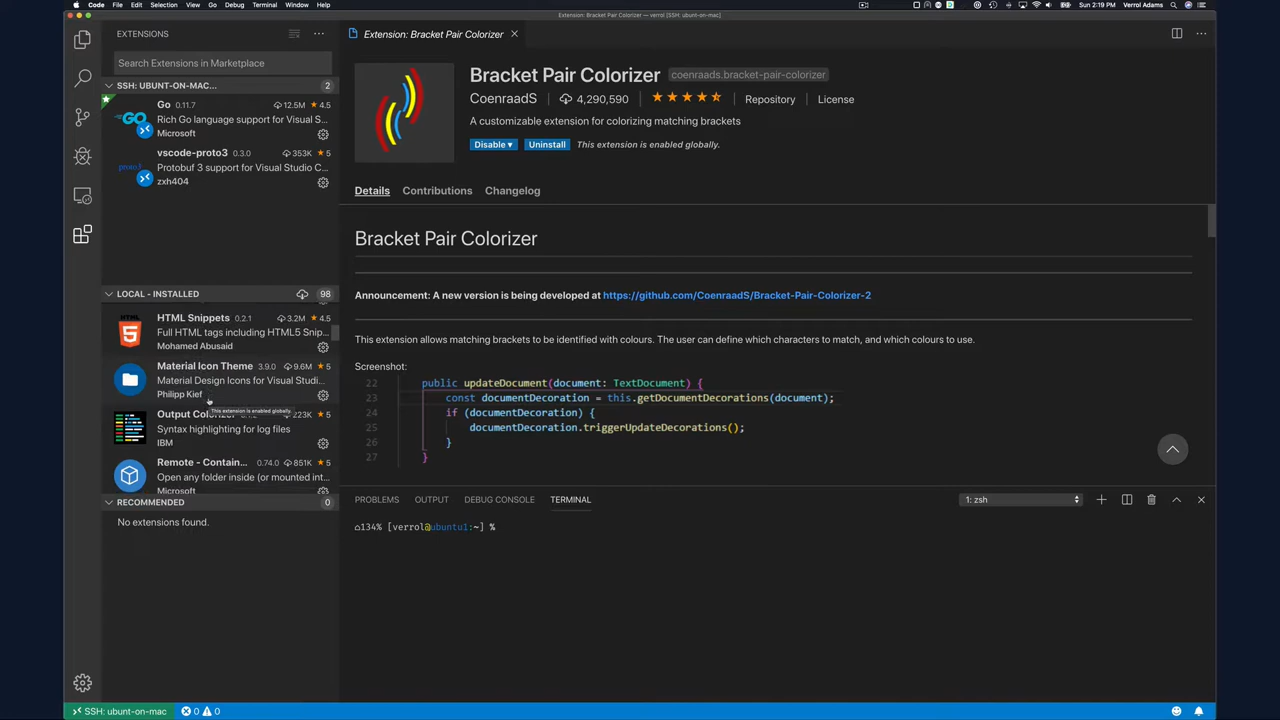 Code File Edit Selection View Go Debug Terminal Window Help Verrol Adams Sun 2:19 PM
Extension: Bracket Pair Colorizer — verrol [SSH: ubunt-on-mac]
EXTENSIONS
Extension: Bracket Pair Colorizer
Search Extensions in Marketplace
SSH: UBUNT-ON-MAC... 2
Go 0.11.7 12.5M 4.5
Rich Go language support for Visual S...
Microsoft
vscode-proto3 0.3.0 353K 5
Protobuf 3 support for Visual Studio C...
zxh404
LOCAL - INSTALLED 98
HTML Snippets 0.2.1 3.2M 4.5
Full HTML tags including HTML5 Snip...
Mohamed Abusaid
Material Icon Theme 3.9.0 9.6M 5
Material Design Icons for Visual Studi...
Philipp Kief
This extension is enabled globally.
Output 223K 5
Syntax highlighting for log files
IBM
Remote - Contain... 0.74.0 851K 5
Open any folder inside (or mounted int...
Microsoft
RECOMMENDED 0
No extensions found.
Bracket Pair Colorizer coenraads.bracket-pair-colorizer
CoenraadS 4,290,590 Repository License
A customizable extension for colorizing matching brackets
Disable Uninstall This extension is enabled globally.
Details Contributions Changelog
Bracket Pair Colorizer
Announcement: A new version is being developed at https://github.com/CoenraadS/Bracket-Pair-Colorizer-2
This extension allows matching brackets to be identified with colours. The user can define which characters to match, and which colours to use.
Screenshot:
22 public updateDocument(document: TextDocument) {
23 const documentDecoration = this.getDocumentDecorations(document);
24 if (documentDecoration) {
25 documentDecoration.triggerUpdateDecorations();
26 }
27 }
PROBLEMS OUTPUT DEBUG CONSOLE TERMINAL 1: zsh
⌂134% [verrol@ubuntu1:~] %
SSH: ubunt-on-mac 0 0